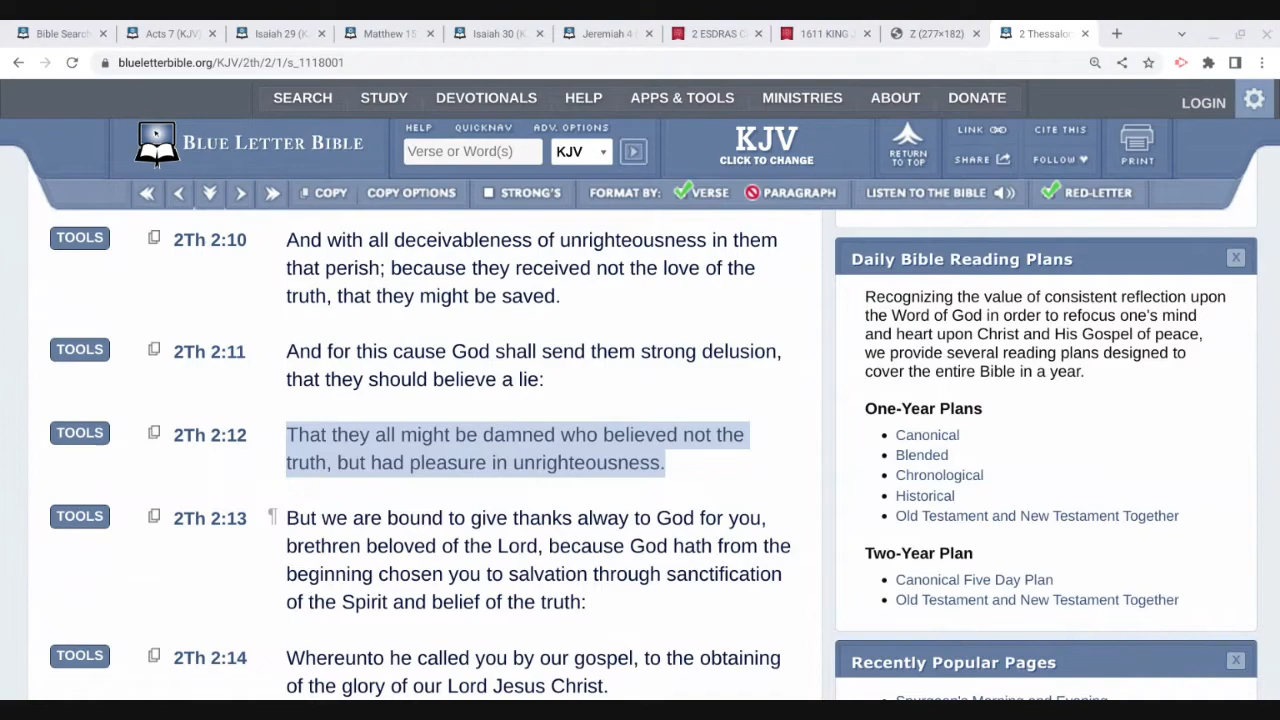 Bible Search
Acts 7 (KJV)
Isaiah 29 (K
Matthew 15
Isaiah 30 (K
Jeremiah 4
2 ESDRAS C
1611 KING J
Z (277×182)
2 Thessalo
blueletterbible.org/KJV/2th/2/1/s_1118001
SEARCH STUDY DEVOTIONALS HELP APPS & TOOLS MINISTRIES ABOUT DONATE LOGIN
BLUE LETTER BIBLE
HELP QUICKNAV ADV. OPTIONS
Verse or Word(s) KJV
KJV
CLICK TO CHANGE
RETURN
TO TOP
LINK
SHARE
CITE THIS
FOLLOW
PRINT
COPY COPY OPTIONS STRONG'S FORMAT BY: VERSE PARAGRAPH LISTEN TO THE BIBLE RED-LETTER
TOOLS 2Th 2:10 And with all deceivableness of unrighteousness in them
that perish; because they received not the love of the
truth, that they might be saved.
TOOLS 2Th 2:11 And for this cause God shall send them strong delusion,
that they should believe a lie:
TOOLS 2Th 2:12 That they all might be damned who believed not the
truth, but had pleasure in unrighteousness.
TOOLS 2Th 2:13 ¶ But we are bound to give thanks alway to God for you,
brethren beloved of the Lord, because God hath from the
beginning chosen you to salvation through sanctification
of the Spirit and belief of the truth:
TOOLS 2Th 2:14 Whereunto he called you by our gospel, to the obtaining
of the glory of our Lord Jesus Christ.
Daily Bible Reading Plans
Recognizing the value of consistent reflection upon
the Word of God in order to refocus one's mind
and heart upon Christ and His Gospel of peace,
we provide several reading plans designed to
cover the entire Bible in a year.
One-Year Plans
Canonical
Blended
Chronological
Historical
Old Testament and New Testament Together
Two-Year Plan
Canonical Five Day Plan
Old Testament and New Testament Together
Recently Popular Pages
Spurgeon's Morning and Evening